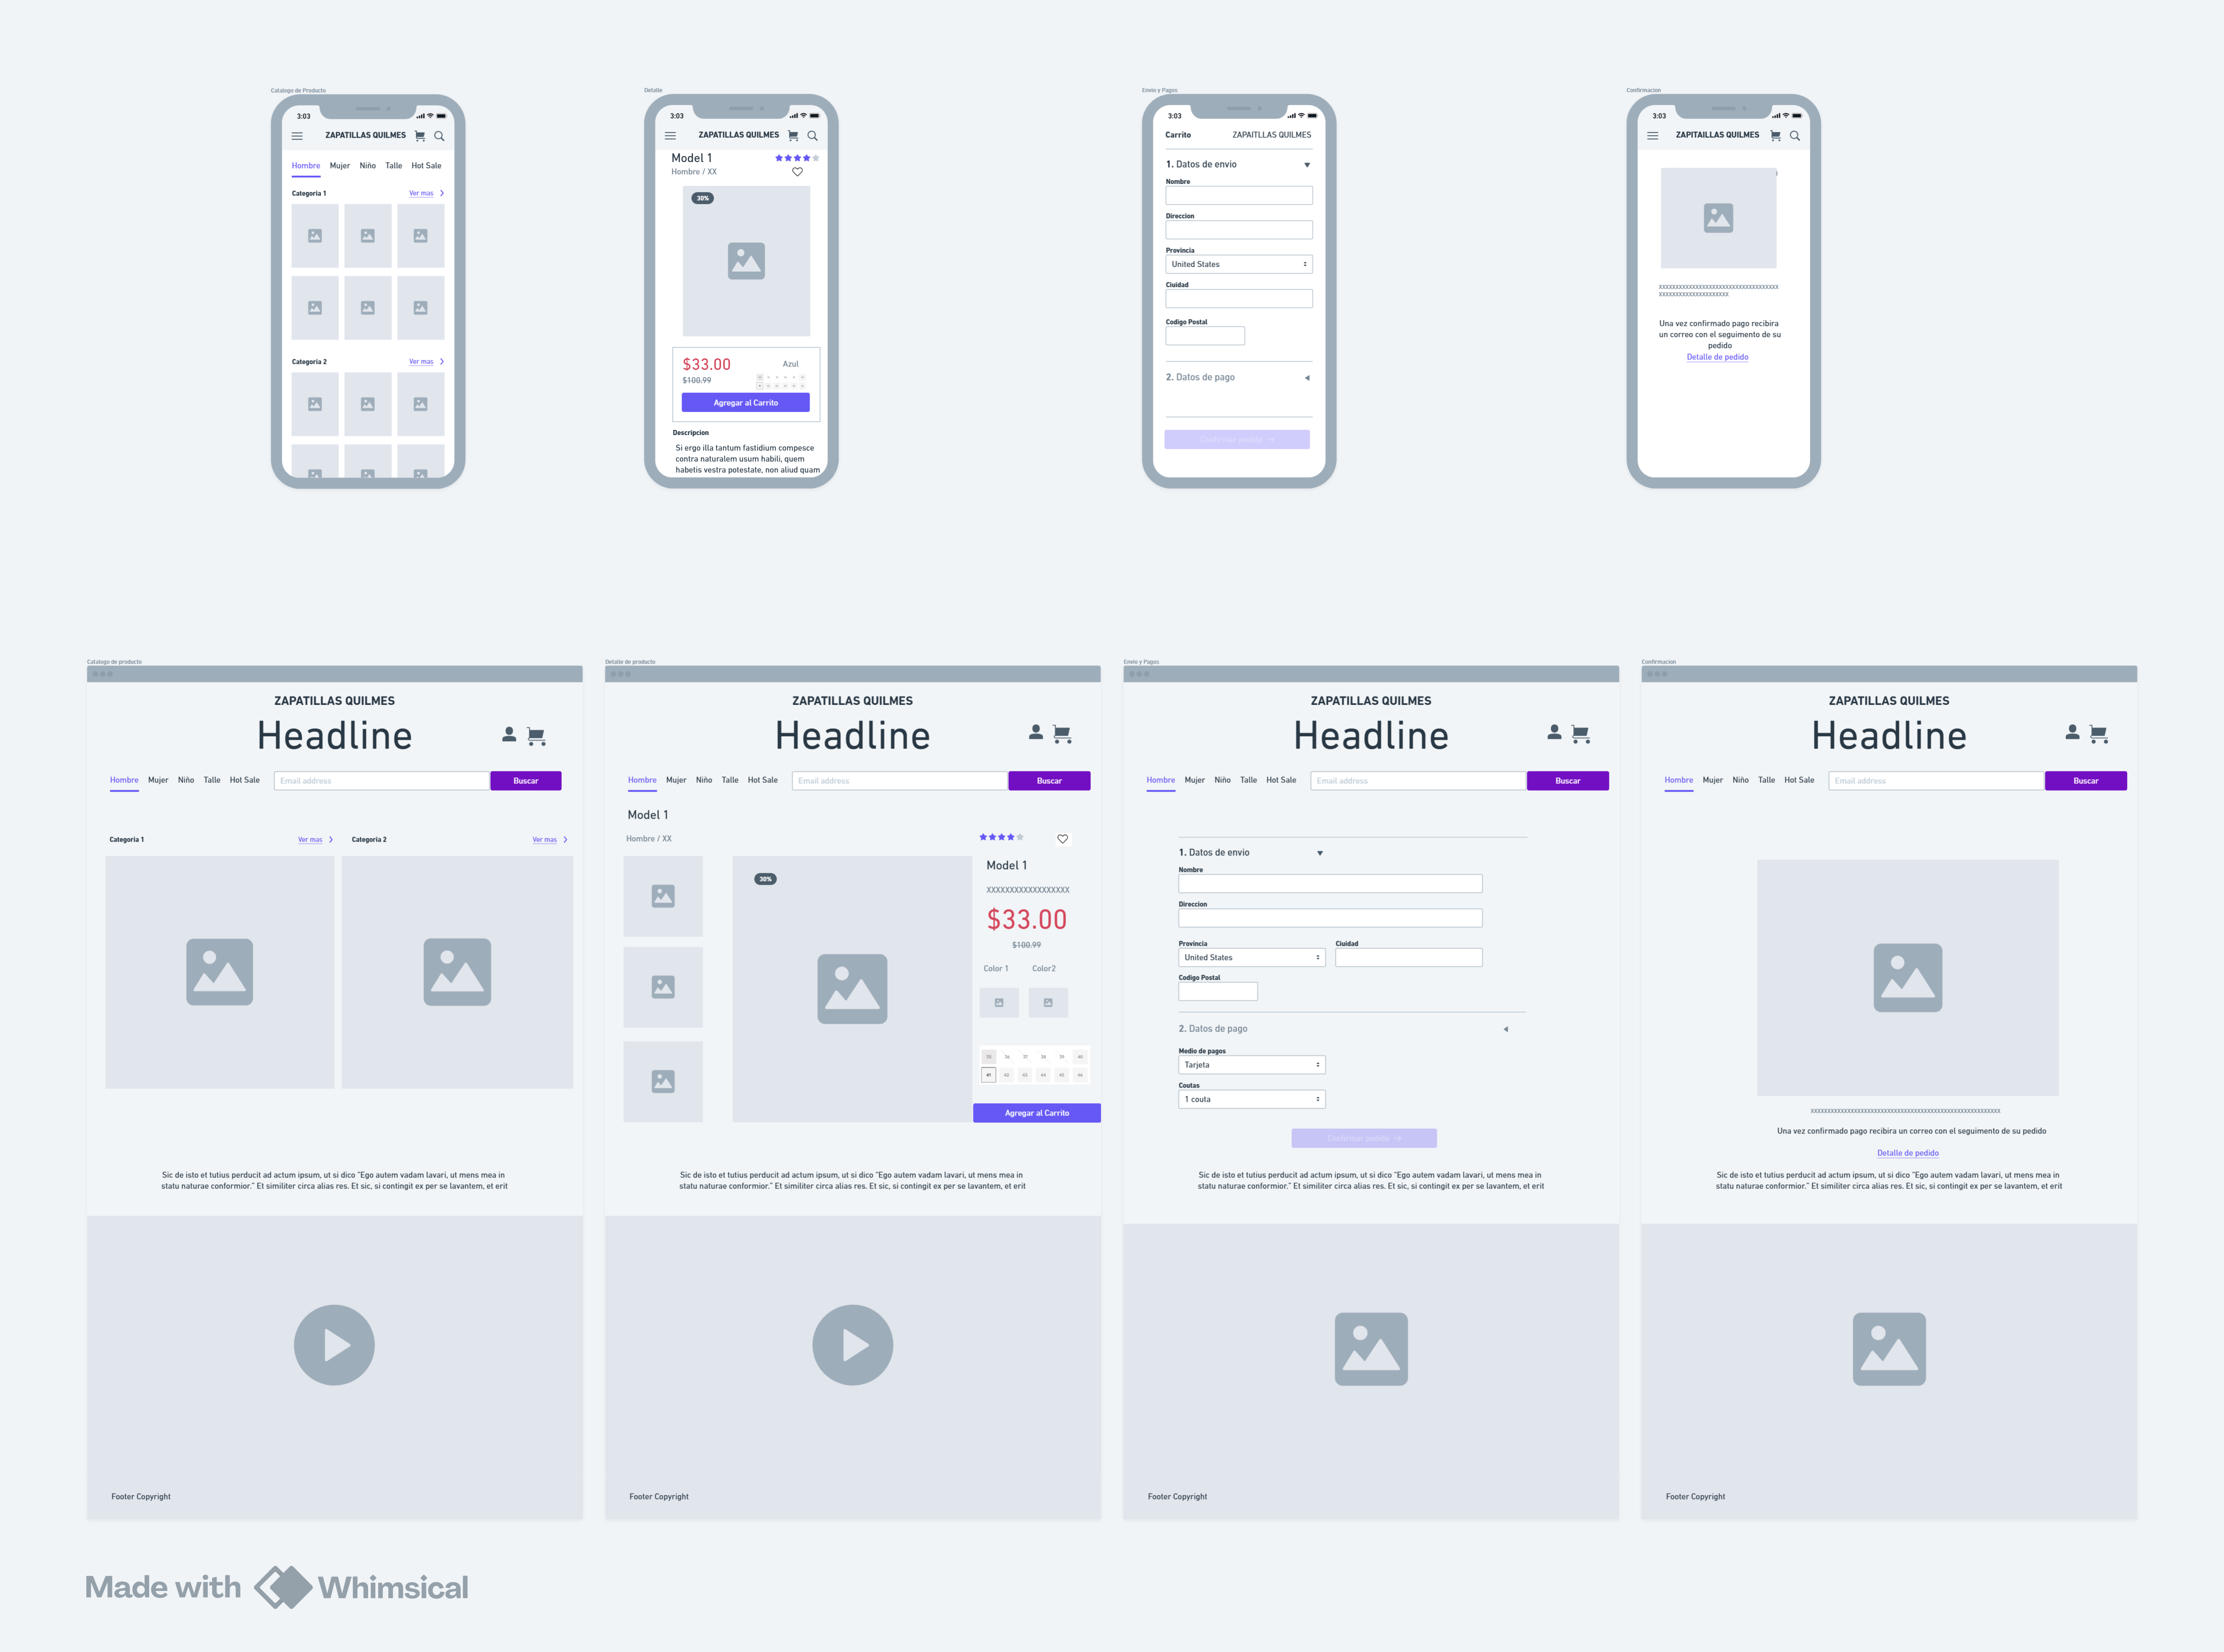 Catalogo de Producto
3:03
ZAPATILLAS QUILMES
Hombre Mujer Niño Talle Hot Sale
Categoria 1 Ver mas
Categoria 2 Ver mas
Detalle
3:03
ZAPATILLAS QUILMES
Model 1
Hombre / XX
30%
$33.00 Azul
$100.99
Agregar al Carrito
Descripcion
Si ergo illa tantum fastidium compesce
contra naturalem usum habili, quem
habetis vestra potestate, non aliud quam
Envio y Pagos
3:03
Carrito ZAPAITLLAS QUILMES
1. Datos de envio
Nombre
Direccion
Provincia
United States
Ciuidad
Codigo Postal
2. Datos de pago
Confirmar pedido →
Confirmacion
3:03
ZAPITAILLAS QUILMES
Una vez confirmado pago recibira
un correo con el seguimento de su
pedido
Detalle de pedido
Catalogo de producto
ZAPATILLAS QUILMES
Headline
Hombre Mujer Niño Talle Hot Sale Email address Buscar
Categoria 1 Ver mas Categoria 2 Ver mas
Sic de isto et tutius perducit ad actum ipsum, ut si dico "Ego autem vadam lavari, ut mens mea in
statu naturae conformior." Et similiter circa alias res. Et sic, si contingit ex per se lavantem, et erit
Footer Copyright
Detalle de producto
ZAPATILLAS QUILMES
Headline
Hombre Mujer Niño Talle Hot Sale Email address Buscar
Model 1
Hombre / XX
30%
Model 1
XXXXXXXXXXXXXXXXXX
$33.00
$100.99
Color 1 Color2
35 36 37 38 39 40
41 42 43 44 45 46
Agregar al Carrito
Sic de isto et tutius perducit ad actum ipsum, ut si dico "Ego autem vadam lavari, ut mens mea in
statu naturae conformior." Et similiter circa alias res. Et sic, si contingit ex per se lavantem, et erit
Footer Copyright
Envio y Pagos
ZAPATILLAS QUILMES
Headline
Hombre Mujer Niño Talle Hot Sale Email address Buscar
1. Datos de envio
Nombre
Direccion
Provincia Ciuidad
United States
Codigo Postal
2. Datos de pago
Medio de pagos
Tarjeta
Coutas
1 couta
Confirmar pedido →
Sic de isto et tutius perducit ad actum ipsum, ut si dico "Ego autem vadam lavari, ut mens mea in
statu naturae conformior." Et similiter circa alias res. Et sic, si contingit ex per se lavantem, et erit
Footer Copyright
Confirmacion
ZAPATILLAS QUILMES
Headline
Hombre Mujer Niño Talle Hot Sale Email address Buscar
Una vez confirmado pago recibira un correo con el seguimento de su pedido
Detalle de pedido
Sic de isto et tutius perducit ad actum ipsum, ut si dico "Ego autem vadam lavari, ut mens mea in
statu naturae conformior." Et similiter circa alias res. Et sic, si contingit ex per se lavantem, et erit
Footer Copyright
Made with Whimsical